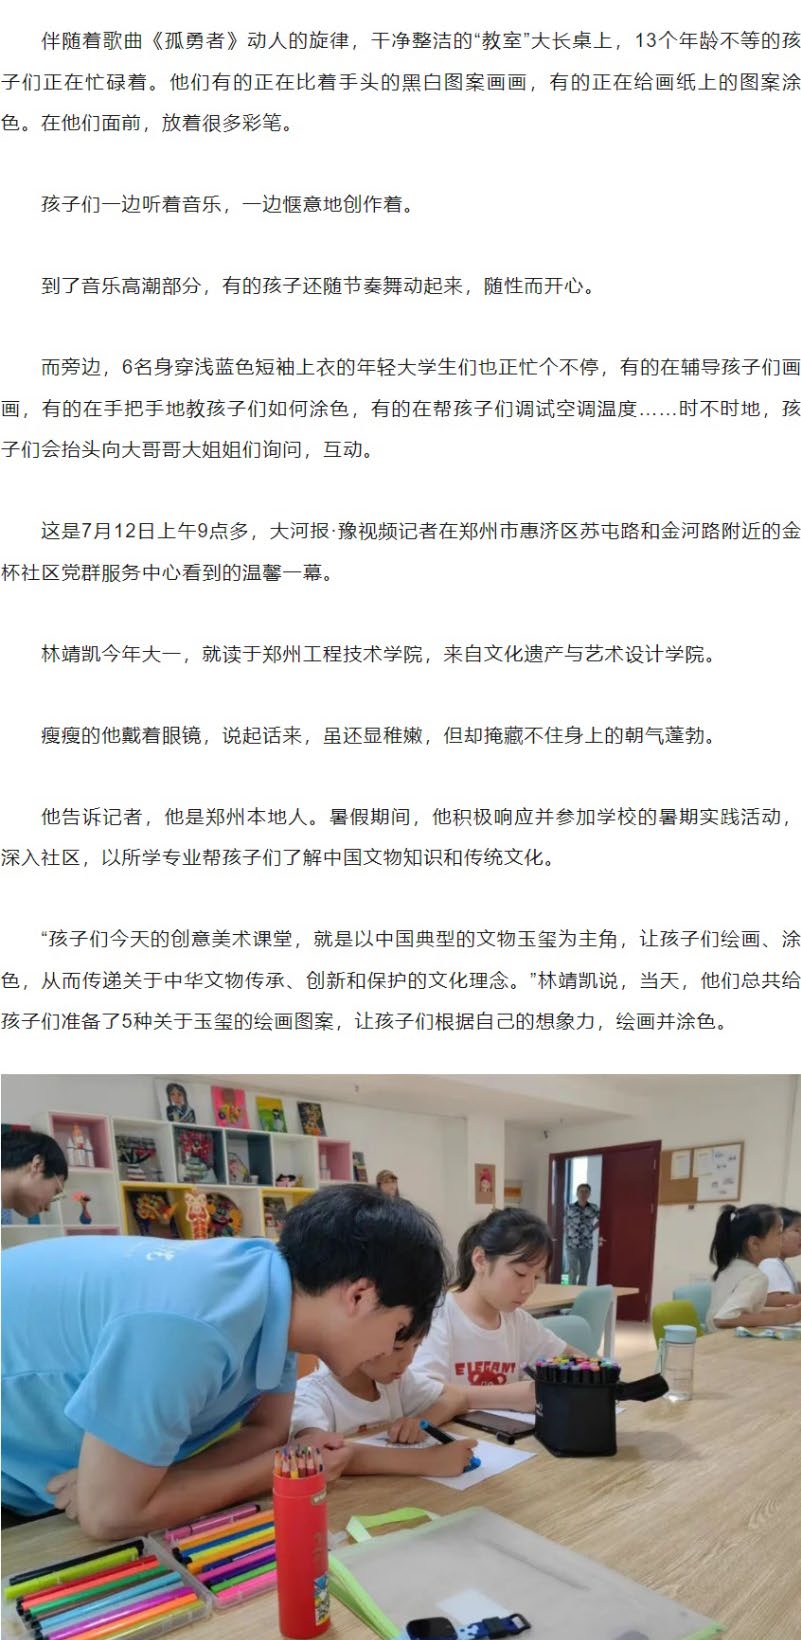 伴随着歌曲《孤勇者》动人的旋律，干净整洁的“教室”大长桌上，13个年龄不等的孩
子们正在忙碌着。他们有的正在比着手头的黑白图案画画，有的正在给画纸上的图案涂
色。在他们面前，放着很多彩笔。
孩子们一边听着音乐，一边惬意地创作着。
到了音乐高潮部分，有的孩子还随节奏舞动起来，随性而开心。
而旁边，6名身穿浅蓝色短袖上衣的年轻大学生们也正忙个不停，有的在辅导孩子们画
画，有的在手把手地教孩子们如何涂色，有的在帮孩子们调试空调温度……时不时地，孩
子们会抬头向大哥哥大姐姐们询问，互动。
这是7月12日上午9点多，大河报·豫视频记者在郑州市惠济区苏屯路和金河路附近的金
杯社区党群服务中心看到的温馨一幕。
林靖凯今年大一，就读于郑州工程技术学院，来自文化遗产与艺术设计学院。
瘦瘦的他戴着眼镜，说起话来，虽还显稚嫩，但却掩藏不住身上的朝气蓬勃。
他告诉记者，他是郑州本地人。暑假期间，他积极响应并参加学校的暑期实践活动，
深入社区，以所学专业帮孩子们了解中国文物知识和传统文化。
“孩子们今天的创意美术课堂，就是以中国典型的文物玉玺为主角，让孩子们绘画、涂
色，从而传递关于中华文物传承、创新和保护的文化理念。”林靖凯说，当天，他们总共给
孩子们准备了5种关于玉玺的绘画图案，让孩子们根据自己的想象力，绘画并涂色。
ELEGANT